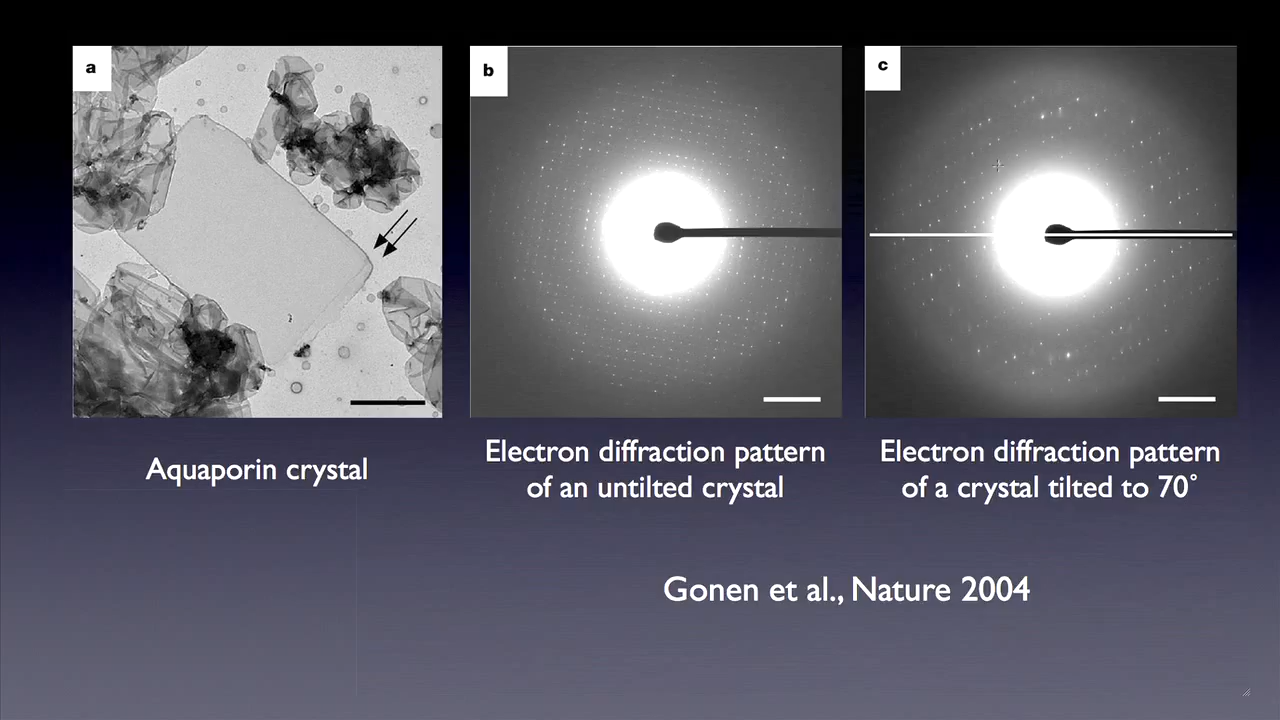 a
b
c
Aquaporin crystal
Electron diffraction pattern
of an untilted crystal
Electron diffraction pattern
of a crystal tilted to 70˚
Gonen et al., Nature 2004